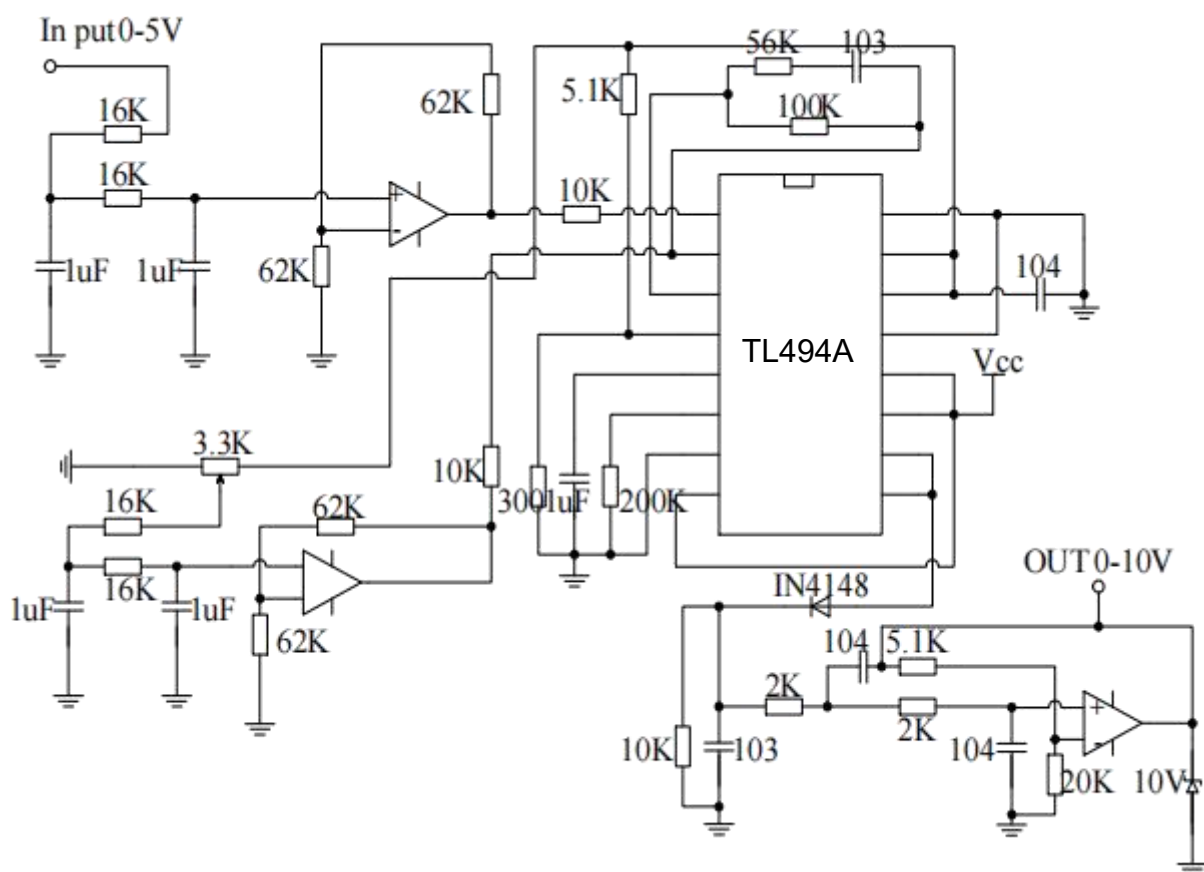 In put 0-5V
56K
103
16K
62K
5.1K
100K
16K
10K
1uF
1uF
62K
104
TL494A
Vcc
3.3K
10K
16K
62K
300
1uF
200K
16K
1uF
1uF
62K
IN4148
OUT 0-10V
104
5.1K
2K
2K
10K
103
104
20K
10V
+
-
+
-